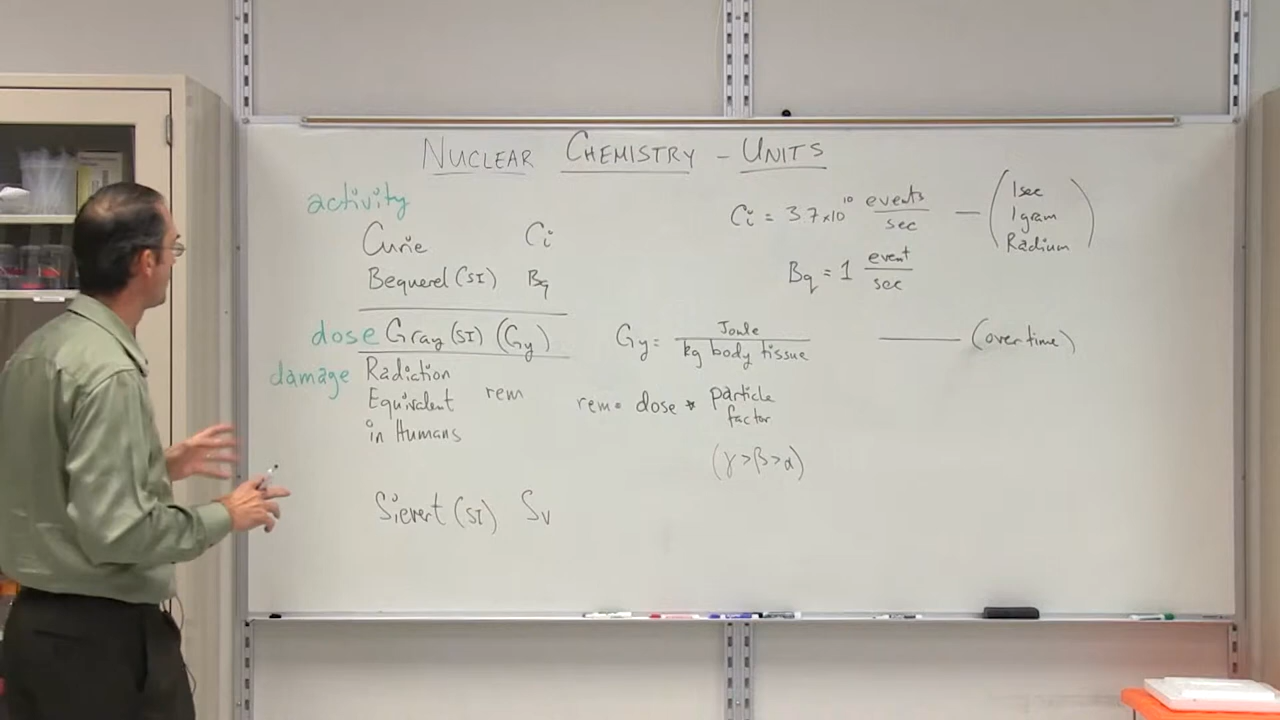 NUCLEAR CHEMISTRY - UNITS
activity
Curie Ci
Bequerel (SI) Bq
Ci = 3.7x10^10 events/sec — (1sec 1gram Radium)
Bq = 1 event/sec
dose Gray (SI) (Gy)
Gy = Joule / kg body tissue — (over time)
damage Radiation
Equivalent rem
in Humans
rem = dose * particle factor
(γ>β>α)
Sievert (SI) Sv